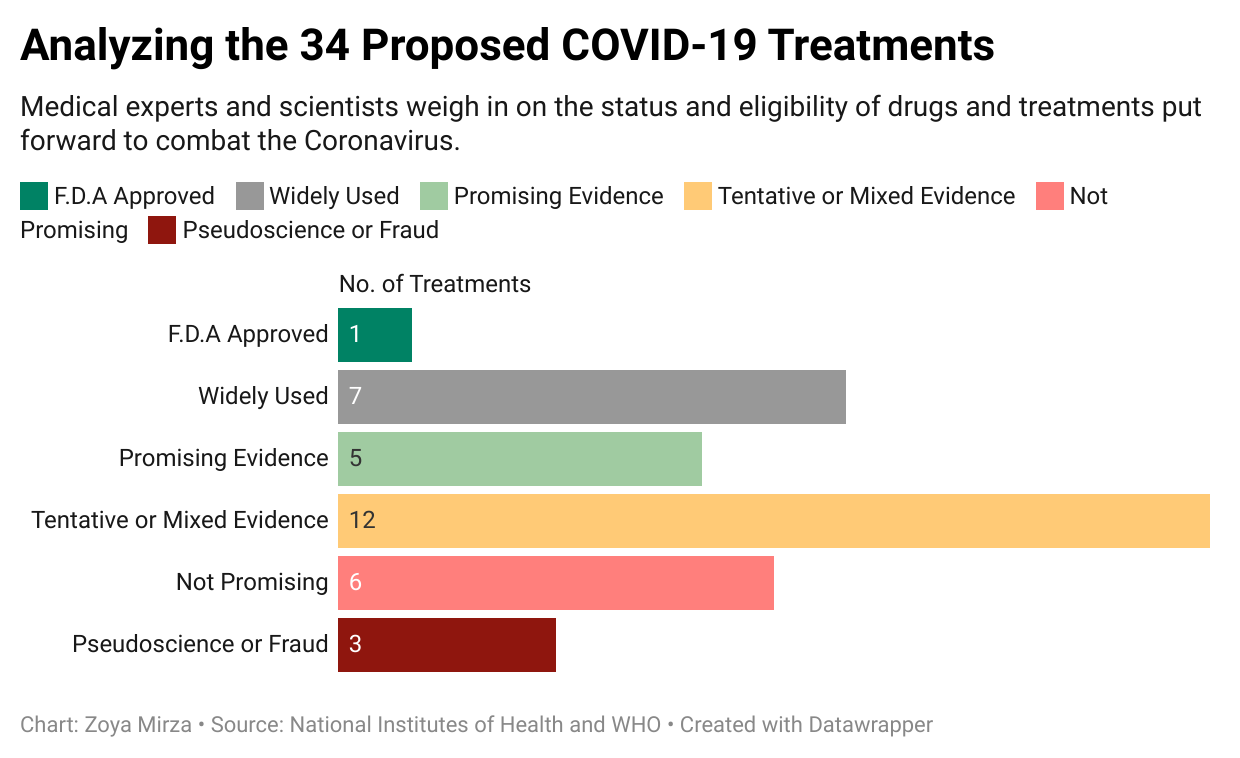 Analyzing the 34 Proposed COVID-19 Treatments
Medical experts and scientists weigh in on the status and eligibility of drugs and treatments put
forward to combat the Coronavirus.
F.D.A Approved Widely Used Promising Evidence Tentative or Mixed Evidence Not
Promising Pseudoscience or Fraud
No. of Treatments
F.D.A Approved 1
Widely Used 7
Promising Evidence 5
Tentative or Mixed Evidence 12
Not Promising 6
Pseudoscience or Fraud 3
Chart: Zoya Mirza • Source: National Institutes of Health and WHO • Created with Datawrapper